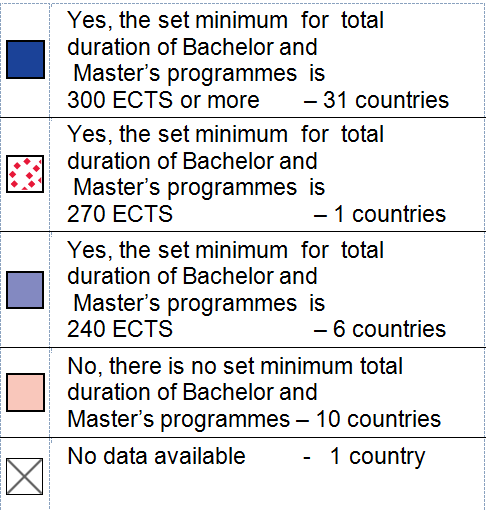 Yes, the set minimum for total
duration of Bachelor and
Master’s programmes is
300 ECTS or more – 31 countries
Yes, the set minimum for total
duration of Bachelor and
Master’s programmes is
270 ECTS – 1 countries
Yes, the set minimum for total
duration of Bachelor and
Master’s programmes is
240 ECTS – 6 countries
No, there is no set minimum total
duration of Bachelor and
Master’s programmes – 10 countries
No data available - 1 country